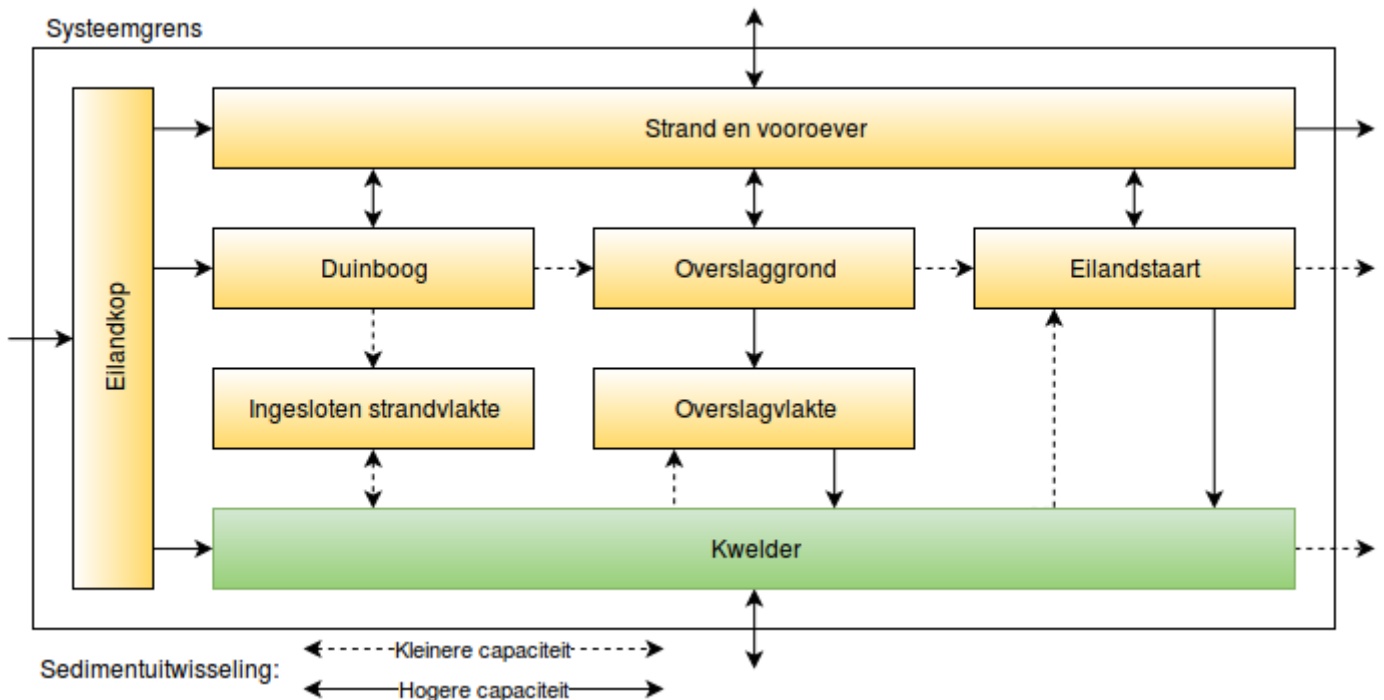 Systeemgrens
Eilandkop
Strand en vooroever
Duinboog
Overslaggrond
Eilandstaart
Ingesloten strandvlakte
Overslagvlakte
Kwelder
Sedimentuitwisseling:
Kleinere capaciteit
Hogere capaciteit